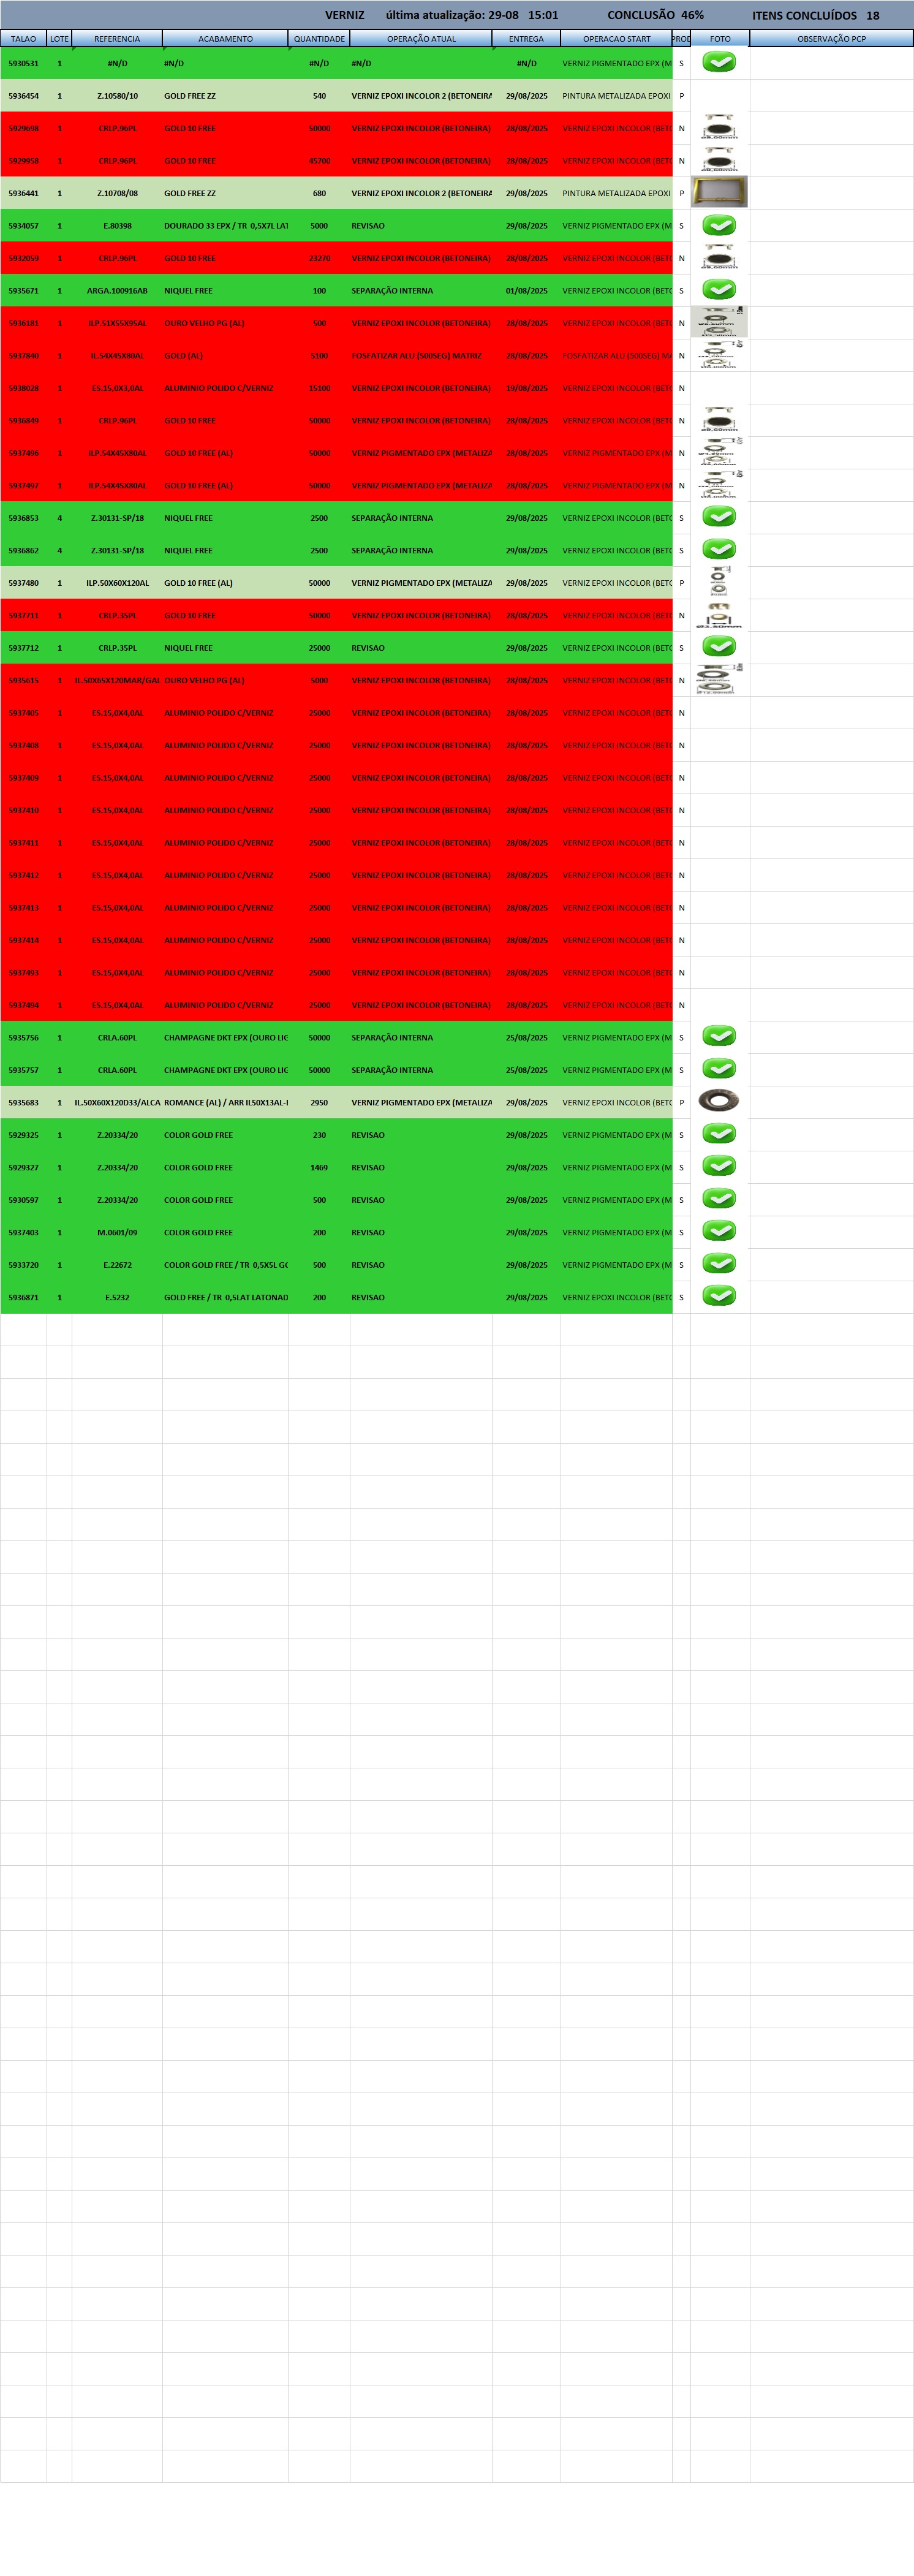 VERNIZ última atualização: 29-08 15:01 CONCLUSÃO 46% ITENS CONCLUÍDOS 18
TALAO LOTE REFERENCIA ACABAMENTO QUANTIDADE OPERAÇÃO ATUAL ENTREGA OPERACAO START PROD FOTO OBSERVAÇÃO PCP
5930531 1 #N/D #N/D #N/D #N/D #N/D VERNIZ PIGMENTADO EPX (M S
5936454 1 Z.10580/10 GOLD FREE ZZ 540 VERNIZ EPOXI INCOLOR 2 (BETONEIRA 29/08/2025 PINTURA METALIZADA EPOXI P
5929698 1 CRLP.96PL GOLD 10 FREE 50000 VERNIZ EPOXI INCOLOR (BETONEIRA) 28/08/2025 VERNIZ EPOXI INCOLOR (BETO N
5929958 1 CRLP.96PL GOLD 10 FREE 45700 VERNIZ EPOXI INCOLOR (BETONEIRA) 28/08/2025 VERNIZ EPOXI INCOLOR (BETO N
5936441 1 Z.10708/08 GOLD FREE ZZ 680 VERNIZ EPOXI INCOLOR 2 (BETONEIRA 29/08/2025 PINTURA METALIZADA EPOXI P
5934057 1 E.80398 DOURADO 33 EPX / TR 0,5X7L LAT 5000 REVISAO 29/08/2025 VERNIZ PIGMENTADO EPX (M S
5932059 1 CRLP.96PL GOLD 10 FREE 23270 VERNIZ EPOXI INCOLOR (BETONEIRA) 28/08/2025 VERNIZ EPOXI INCOLOR (BETO N
5935671 1 ARGA.100916AB NIQUEL FREE 100 SEPARAÇÃO INTERNA 01/08/2025 VERNIZ EPOXI INCOLOR (BETO S
5936181 1 ILP.51X55X95AL OURO VELHO PG (AL) 500 VERNIZ EPOXI INCOLOR (BETONEIRA) 28/08/2025 VERNIZ EPOXI INCOLOR (BETO N
5937840 1 IL.54X45X80AL GOLD (AL) 5100 FOSFATIZAR ALU (500SEG) MATRIZ 28/08/2025 FOSFATIZAR ALU (500SEG) MA N
5938028 1 ES.15,0X3,0AL ALUMINIO POLIDO C/VERNIZ 15100 VERNIZ EPOXI INCOLOR (BETONEIRA) 19/08/2025 VERNIZ EPOXI INCOLOR (BETO N
5936849 1 CRLP.96PL GOLD 10 FREE 50000 VERNIZ EPOXI INCOLOR (BETONEIRA) 28/08/2025 VERNIZ EPOXI INCOLOR (BETO N
5937496 1 ILP.54X45X80AL GOLD 10 FREE (AL) 50000 VERNIZ PIGMENTADO EPX (METALIZA 28/08/2025 VERNIZ PIGMENTADO EPX (M N
5937497 1 ILP.54X45X80AL GOLD 10 FREE (AL) 50000 VERNIZ PIGMENTADO EPX (METALIZA 28/08/2025 VERNIZ PIGMENTADO EPX (M N
5936853 4 Z.30131-SP/18 NIQUEL FREE 2500 SEPARAÇÃO INTERNA 29/08/2025 VERNIZ EPOXI INCOLOR (BETO S
5936862 4 Z.30131-SP/18 NIQUEL FREE 2500 SEPARAÇÃO INTERNA 29/08/2025 VERNIZ EPOXI INCOLOR (BETO S
5937480 1 ILP.50X60X120AL GOLD 10 FREE (AL) 50000 VERNIZ PIGMENTADO EPX (METALIZA 29/08/2025 VERNIZ EPOXI INCOLOR (BETO P
5937711 1 CRLP.35PL GOLD 10 FREE 50000 VERNIZ EPOXI INCOLOR (BETONEIRA) 28/08/2025 VERNIZ EPOXI INCOLOR (BETO N
5937712 1 CRLP.35PL NIQUEL FREE 25000 REVISAO 29/08/2025 VERNIZ EPOXI INCOLOR (BETO S
5935615 1 IL.50X65X120MAR/GAL OURO VELHO PG (AL) 5000 VERNIZ EPOXI INCOLOR (BETONEIRA) 28/08/2025 VERNIZ EPOXI INCOLOR (BETO N
5937405 1 ES.15,0X4,0AL ALUMINIO POLIDO C/VERNIZ 25000 VERNIZ EPOXI INCOLOR (BETONEIRA) 28/08/2025 VERNIZ EPOXI INCOLOR (BETO N
5937408 1 ES.15,0X4,0AL ALUMINIO POLIDO C/VERNIZ 25000 VERNIZ EPOXI INCOLOR (BETONEIRA) 28/08/2025 VERNIZ EPOXI INCOLOR (BETO N
5937409 1 ES.15,0X4,0AL ALUMINIO POLIDO C/VERNIZ 25000 VERNIZ EPOXI INCOLOR (BETONEIRA) 28/08/2025 VERNIZ EPOXI INCOLOR (BETO N
5937410 1 ES.15,0X4,0AL ALUMINIO POLIDO C/VERNIZ 25000 VERNIZ EPOXI INCOLOR (BETONEIRA) 28/08/2025 VERNIZ EPOXI INCOLOR (BETO N
5937411 1 ES.15,0X4,0AL ALUMINIO POLIDO C/VERNIZ 25000 VERNIZ EPOXI INCOLOR (BETONEIRA) 28/08/2025 VERNIZ EPOXI INCOLOR (BETO N
5937412 1 ES.15,0X4,0AL ALUMINIO POLIDO C/VERNIZ 25000 VERNIZ EPOXI INCOLOR (BETONEIRA) 28/08/2025 VERNIZ EPOXI INCOLOR (BETO N
5937413 1 ES.15,0X4,0AL ALUMINIO POLIDO C/VERNIZ 25000 VERNIZ EPOXI INCOLOR (BETONEIRA) 28/08/2025 VERNIZ EPOXI INCOLOR (BETO N
5937414 1 ES.15,0X4,0AL ALUMINIO POLIDO C/VERNIZ 25000 VERNIZ EPOXI INCOLOR (BETONEIRA) 28/08/2025 VERNIZ EPOXI INCOLOR (BETO N
5937493 1 ES.15,0X4,0AL ALUMINIO POLIDO C/VERNIZ 25000 VERNIZ EPOXI INCOLOR (BETONEIRA) 28/08/2025 VERNIZ EPOXI INCOLOR (BETO N
5937494 1 ES.15,0X4,0AL ALUMINIO POLIDO C/VERNIZ 25000 VERNIZ EPOXI INCOLOR (BETONEIRA) 28/08/2025 VERNIZ EPOXI INCOLOR (BETO N
5935756 1 CRLA.60PL CHAMPAGNE DKT EPX (OURO LIG 50000 SEPARAÇÃO INTERNA 25/08/2025 VERNIZ PIGMENTADO EPX (M S
5935757 1 CRLA.60PL CHAMPAGNE DKT EPX (OURO LIG 50000 SEPARAÇÃO INTERNA 25/08/2025 VERNIZ PIGMENTADO EPX (M S
5935683 1 IL.50X60X120D33/ALCA ROMANCE (AL) / ARR IL50X13AL-I 2950 VERNIZ PIGMENTADO EPX (METALIZA 29/08/2025 VERNIZ EPOXI INCOLOR (BETO P
5929325 1 Z.20334/20 COLOR GOLD FREE 230 REVISAO 29/08/2025 VERNIZ PIGMENTADO EPX (M S
5929327 1 Z.20334/20 COLOR GOLD FREE 1469 REVISAO 29/08/2025 VERNIZ PIGMENTADO EPX (M S
5930597 1 Z.20334/20 COLOR GOLD FREE 500 REVISAO 29/08/2025 VERNIZ PIGMENTADO EPX (M S
5937403 1 M.0601/09 COLOR GOLD FREE 200 REVISAO 29/08/2025 VERNIZ PIGMENTADO EPX (M S
5933720 1 E.22672 COLOR GOLD FREE / TR 0,5X5L GO 500 REVISAO 29/08/2025 VERNIZ PIGMENTADO EPX (M S
5936871 1 E.5232 GOLD FREE / TR 0,5LAT LATONAD 200 REVISAO 29/08/2025 VERNIZ EPOXI INCOLOR (BETO S